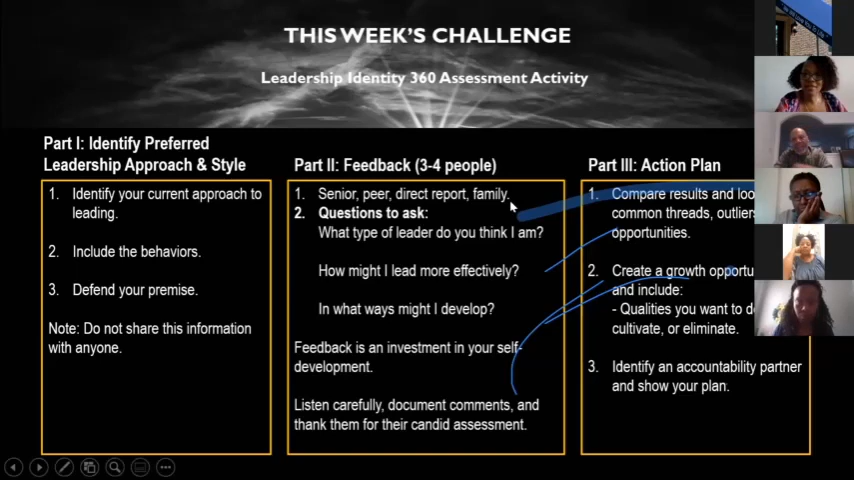 THIS WEEK'S CHALLENGE
Leadership Identity 360 Assessment Activity
Part I: Identify Preferred
Leadership Approach & Style
1. Identify your current approach to
leading.
2. Include the behaviors.
3. Defend your premise.
Note: Do not share this information
with anyone.
Part II: Feedback (3-4 people)
1. Senior, peer, direct report, family.
2. Questions to ask:
What type of leader do you think I am?
How might I lead more effectively?
In what ways might I develop?
Feedback is an investment in your self-
development.
Listen carefully, document comments, and
thank them for their candid assessment.
Part III: Action Plan
1. Compare results and
common threads,
opportunities.
2. Create a growth
and include:
- Qualities you want to
cultivate, or eliminate.
3. Identify an accountability partner
and show your plan.